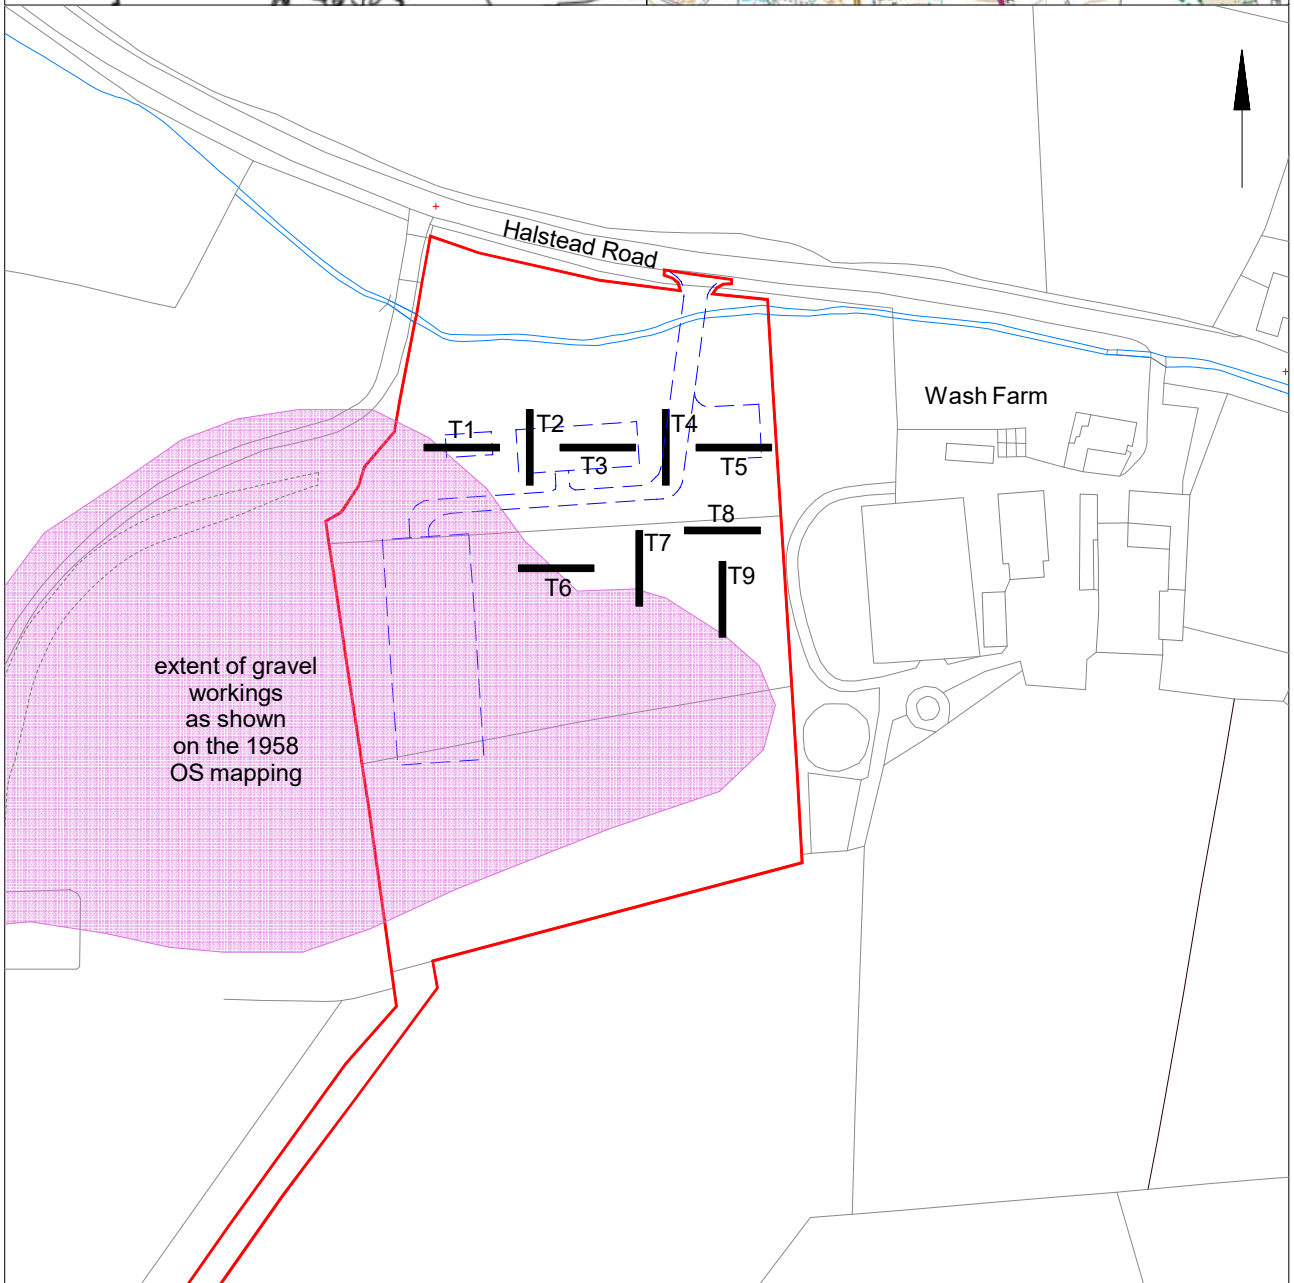 Halstead Road
Wash Farm
T1
T2
T3
T4
T5
T8
T7
T6
T9
extent of gravel
workings
as shown
on the 1958
OS mapping